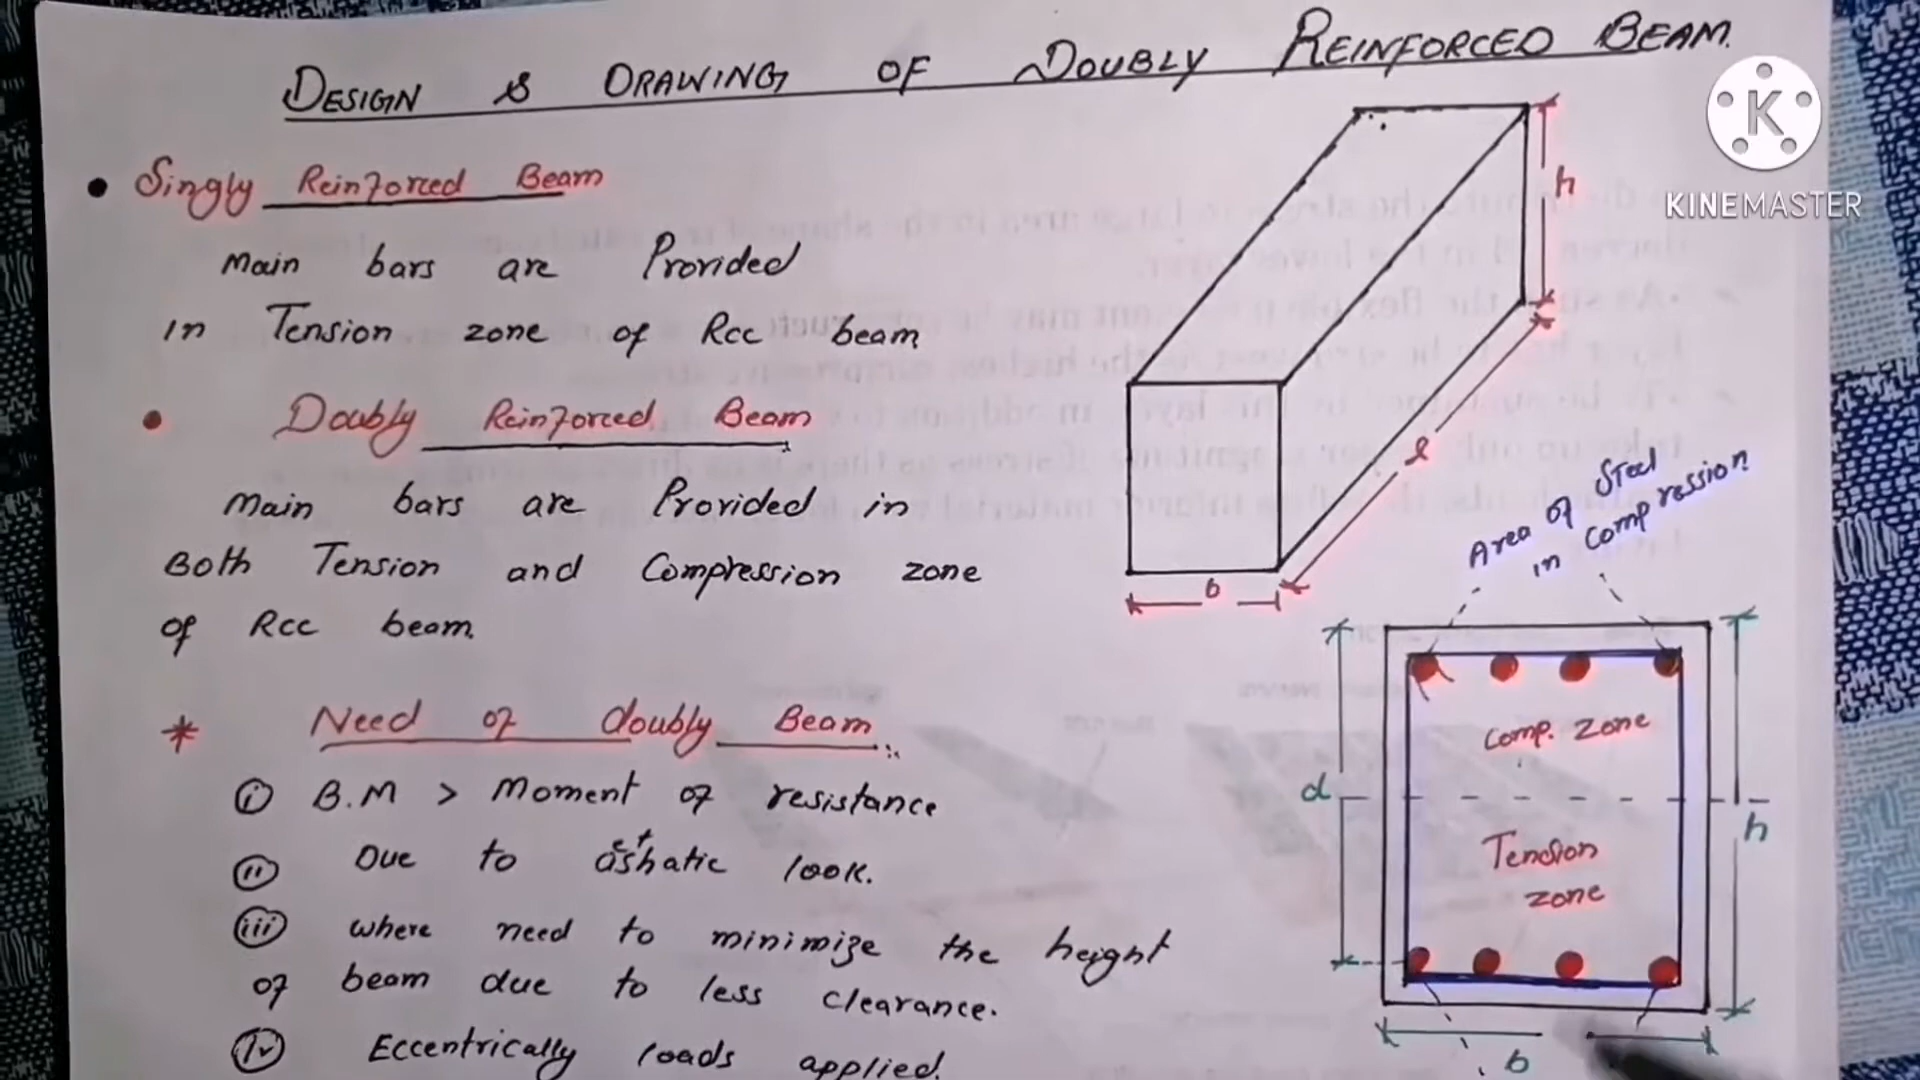 DESIGN & DRAWING OF DOUBLY REINFORCED BEAM.
K
KINEMASTER
• Singly Reinforced Beam
Main bars are Provided
In Tension zone of Rcc beam
• Doubly Reinforced Beam
Main bars are Provided in
Both Tension and Compression zone
of Rcc beam.
* Need of doubly Beam
(i) B.M > Moment of resistance
(ii) Due to ashatic look.
(iii) where need to minimize the height
of beam due to less clearance.
(iv) Eccentrically loads applied.
h
l
b
Area of Steel
in Compression
Comp. Zone
d
h
Tension
zone
b